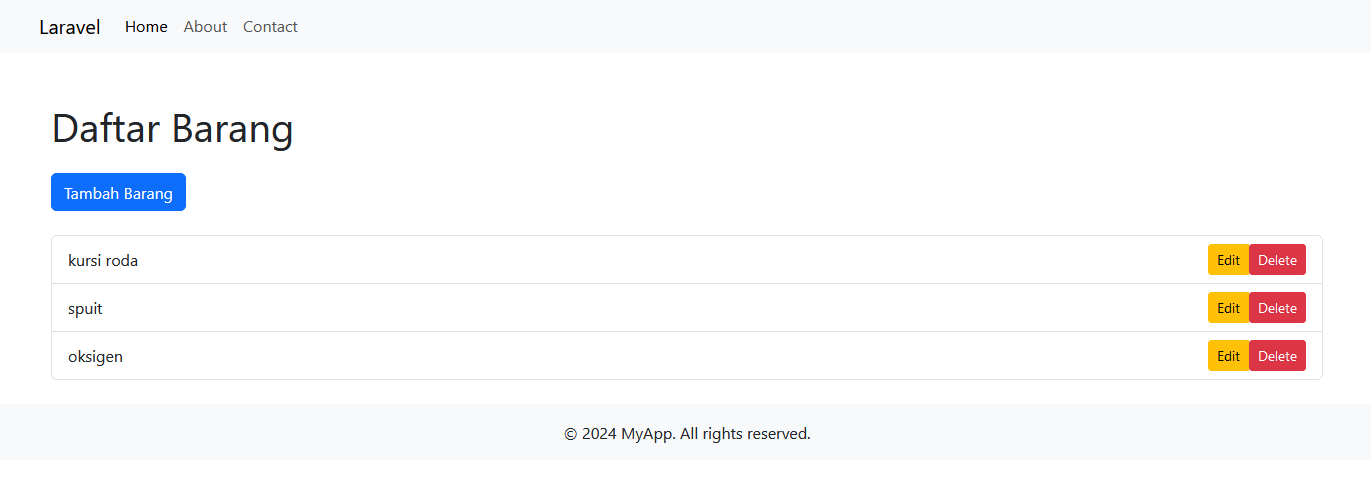 Laravel Home About Contact
Daftar Barang
Tambah Barang
kursi roda Edit Delete
spuit Edit Delete
oksigen Edit Delete
© 2024 MyApp. All rights reserved.